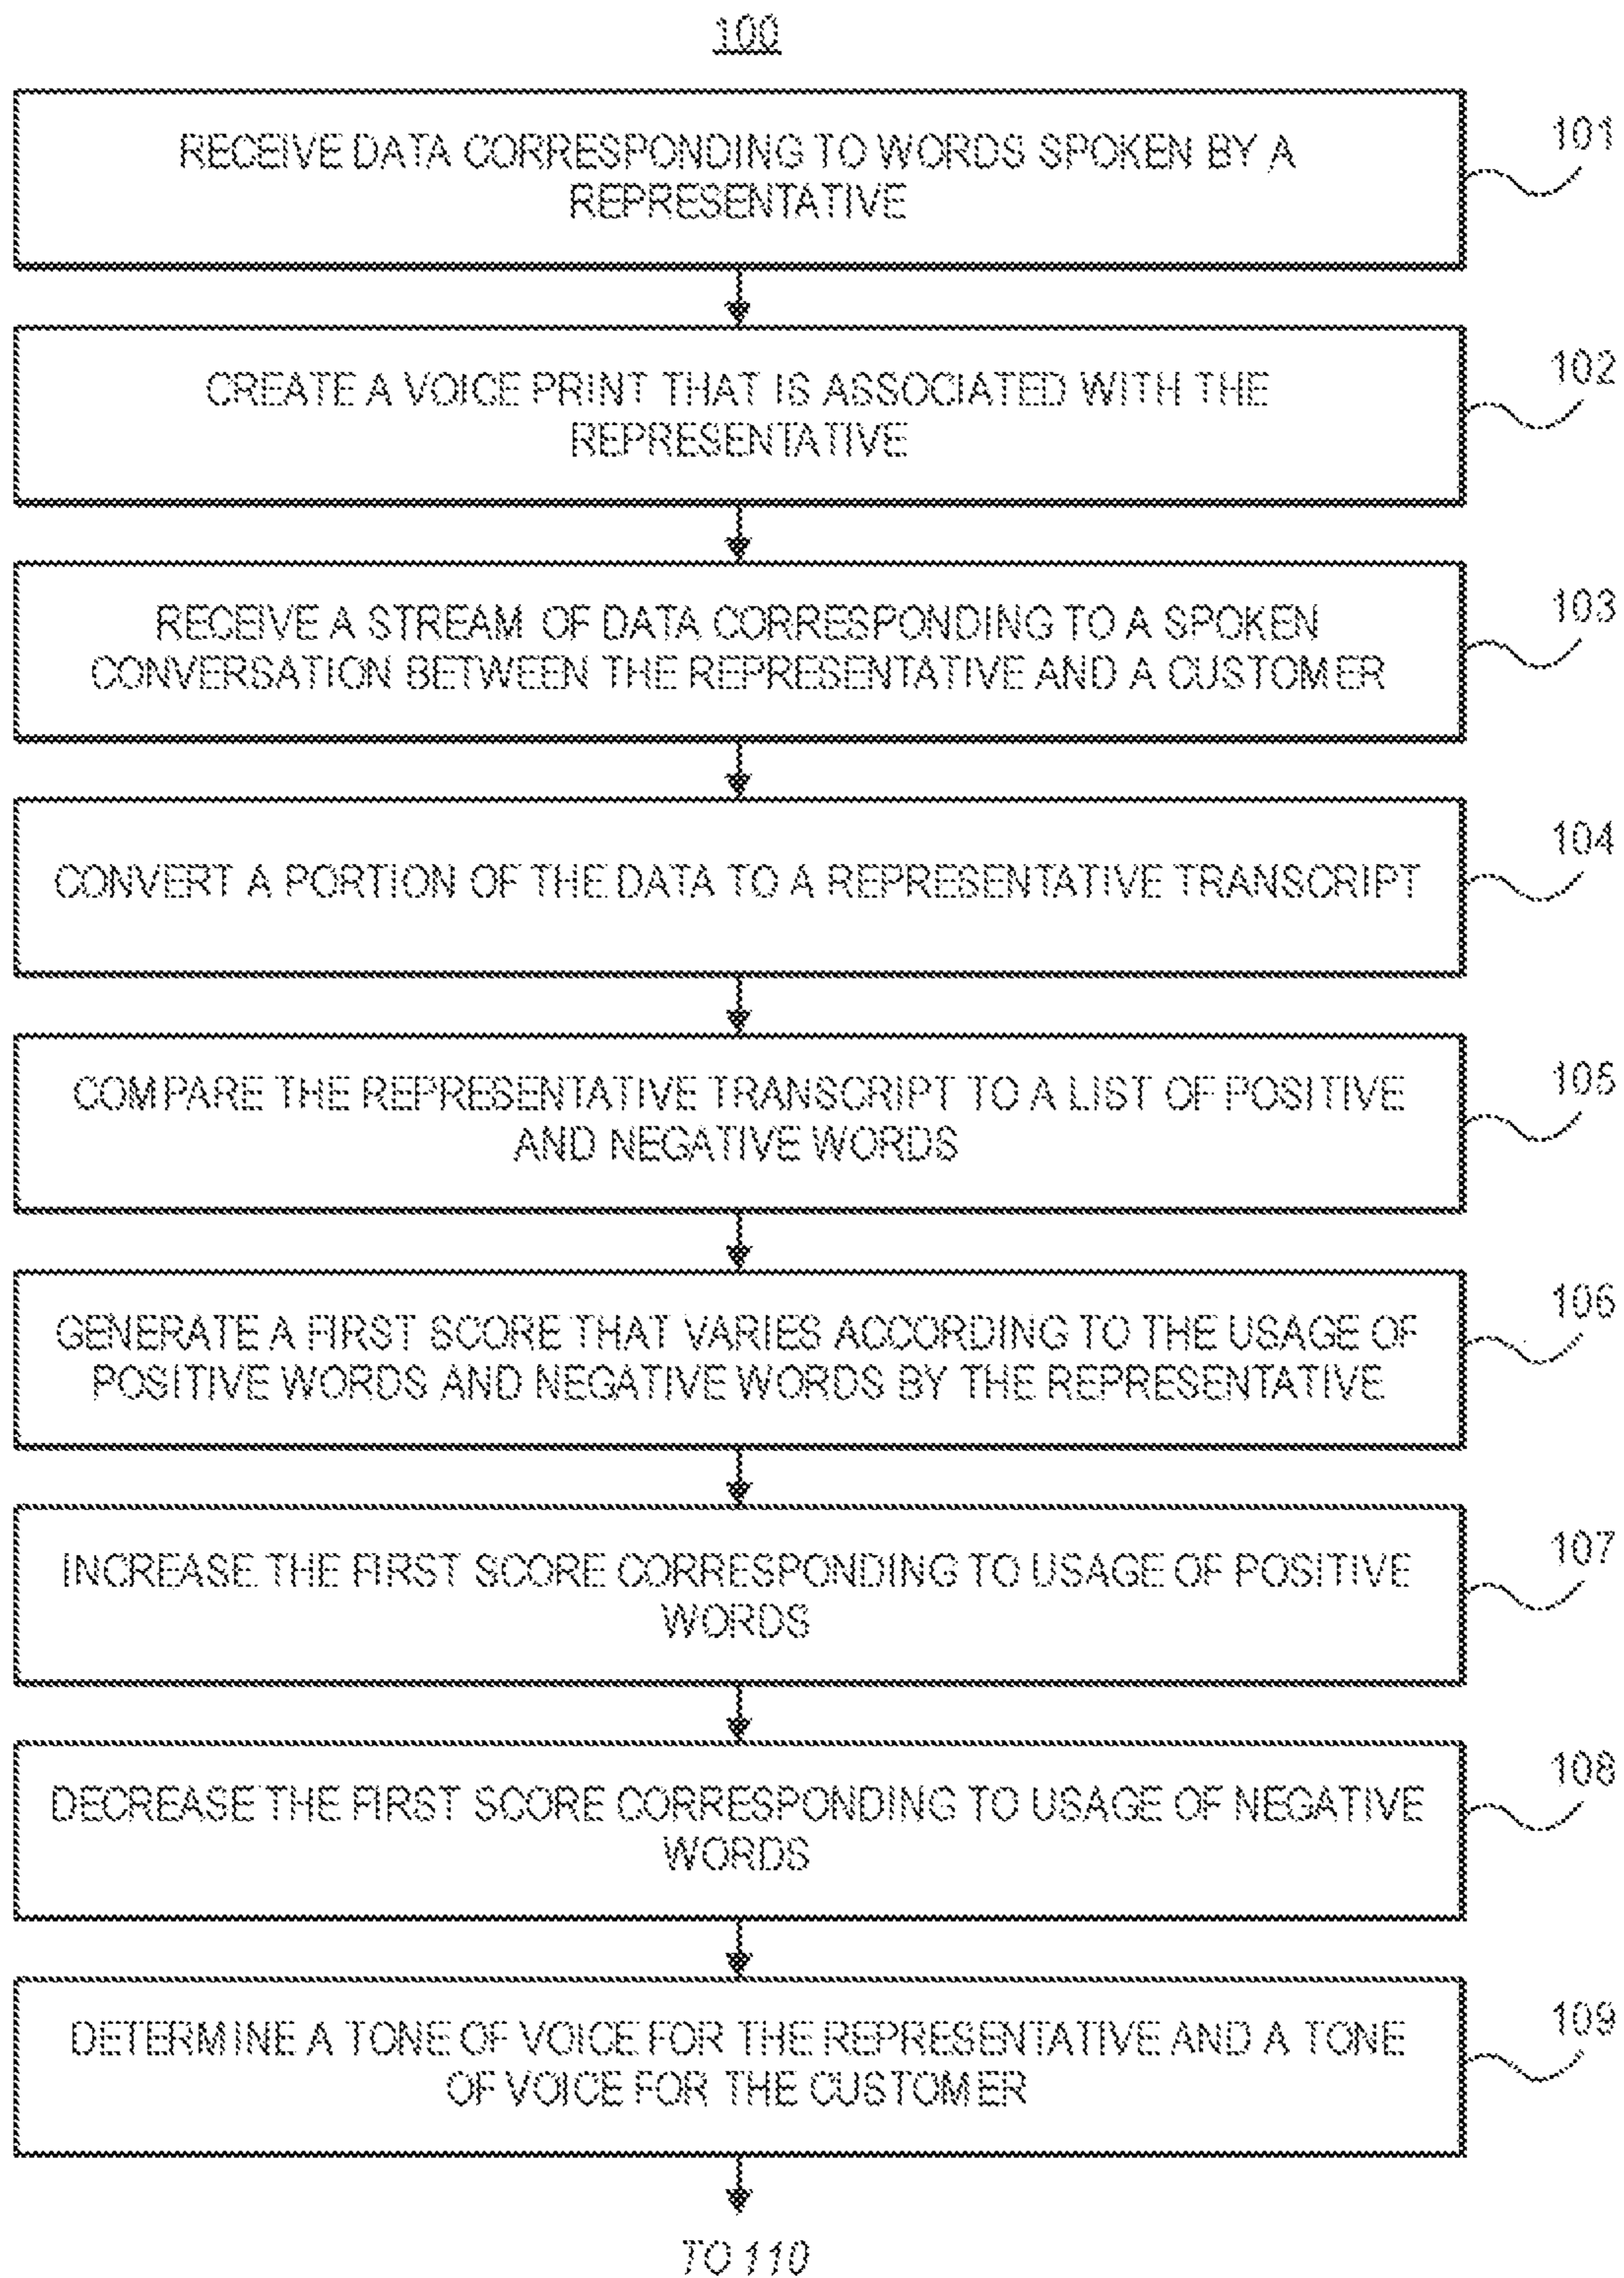 100
RECEIVE DATA CORRESPONDING TO WORDS SPOKEN BY A
REPRESENTATIVE
101
CREATE A VOICE PRINT THAT IS ASSOCIATED WITH THE
REPRESENTATIVE
102
RECEIVE A STREAM OF DATA CORRESPONDING TO A SPOKEN
CONVERSATION BETWEEN THE REPRESENTATIVE AND A CUSTOMER
103
CONVERT A PORTION OF THE DATA TO A REPRESENTATIVE TRANSCRIPT
104
COMPARE THE REPRESENTATIVE TRANSCRIPT TO A LIST OF POSITIVE
AND NEGATIVE WORDS
105
GENERATE A FIRST SCORE THAT VARIES ACCORDING TO THE USAGE OF
POSITIVE WORDS AND NEGATIVE WORDS BY THE REPRESENTATIVE
106
INCREASE THE FIRST SCORE CORRESPONDING TO USAGE OF POSITIVE
WORDS
107
DECREASE THE FIRST SCORE CORRESPONDING TO USAGE OF NEGATIVE
WORDS
108
DETERMINE A TONE OF VOICE FOR THE REPRESENTATIVE AND A TONE
OF VOICE FOR THE CUSTOMER
109
TO 110